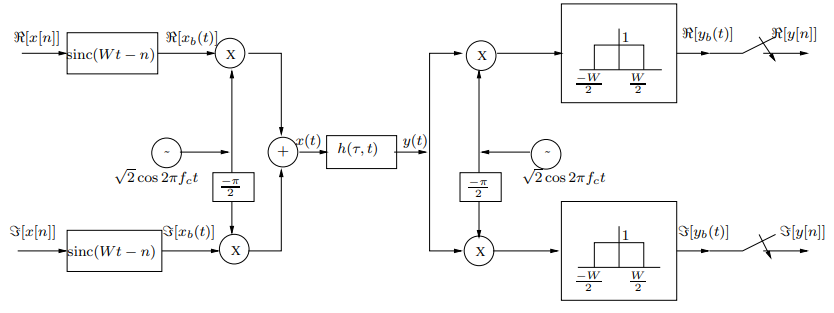 ℜ[x[n]]
sinc(Wt − n)
ℜ[x_b(t)]
X
√2 cos 2πf_c t
~
−π/2
ℑ[x[n]]
sinc(Wt − n)
ℑ[x_b(t)]
X
+
x(t)
h(τ, t)
y(t)
X
1
−W/2
W/2
ℜ[y_b(t)]
ℜ[y[n]]
~
√2 cos 2πf_c t
−π/2
X
1
−W/2
W/2
ℑ[y_b(t)]
ℑ[y[n]]